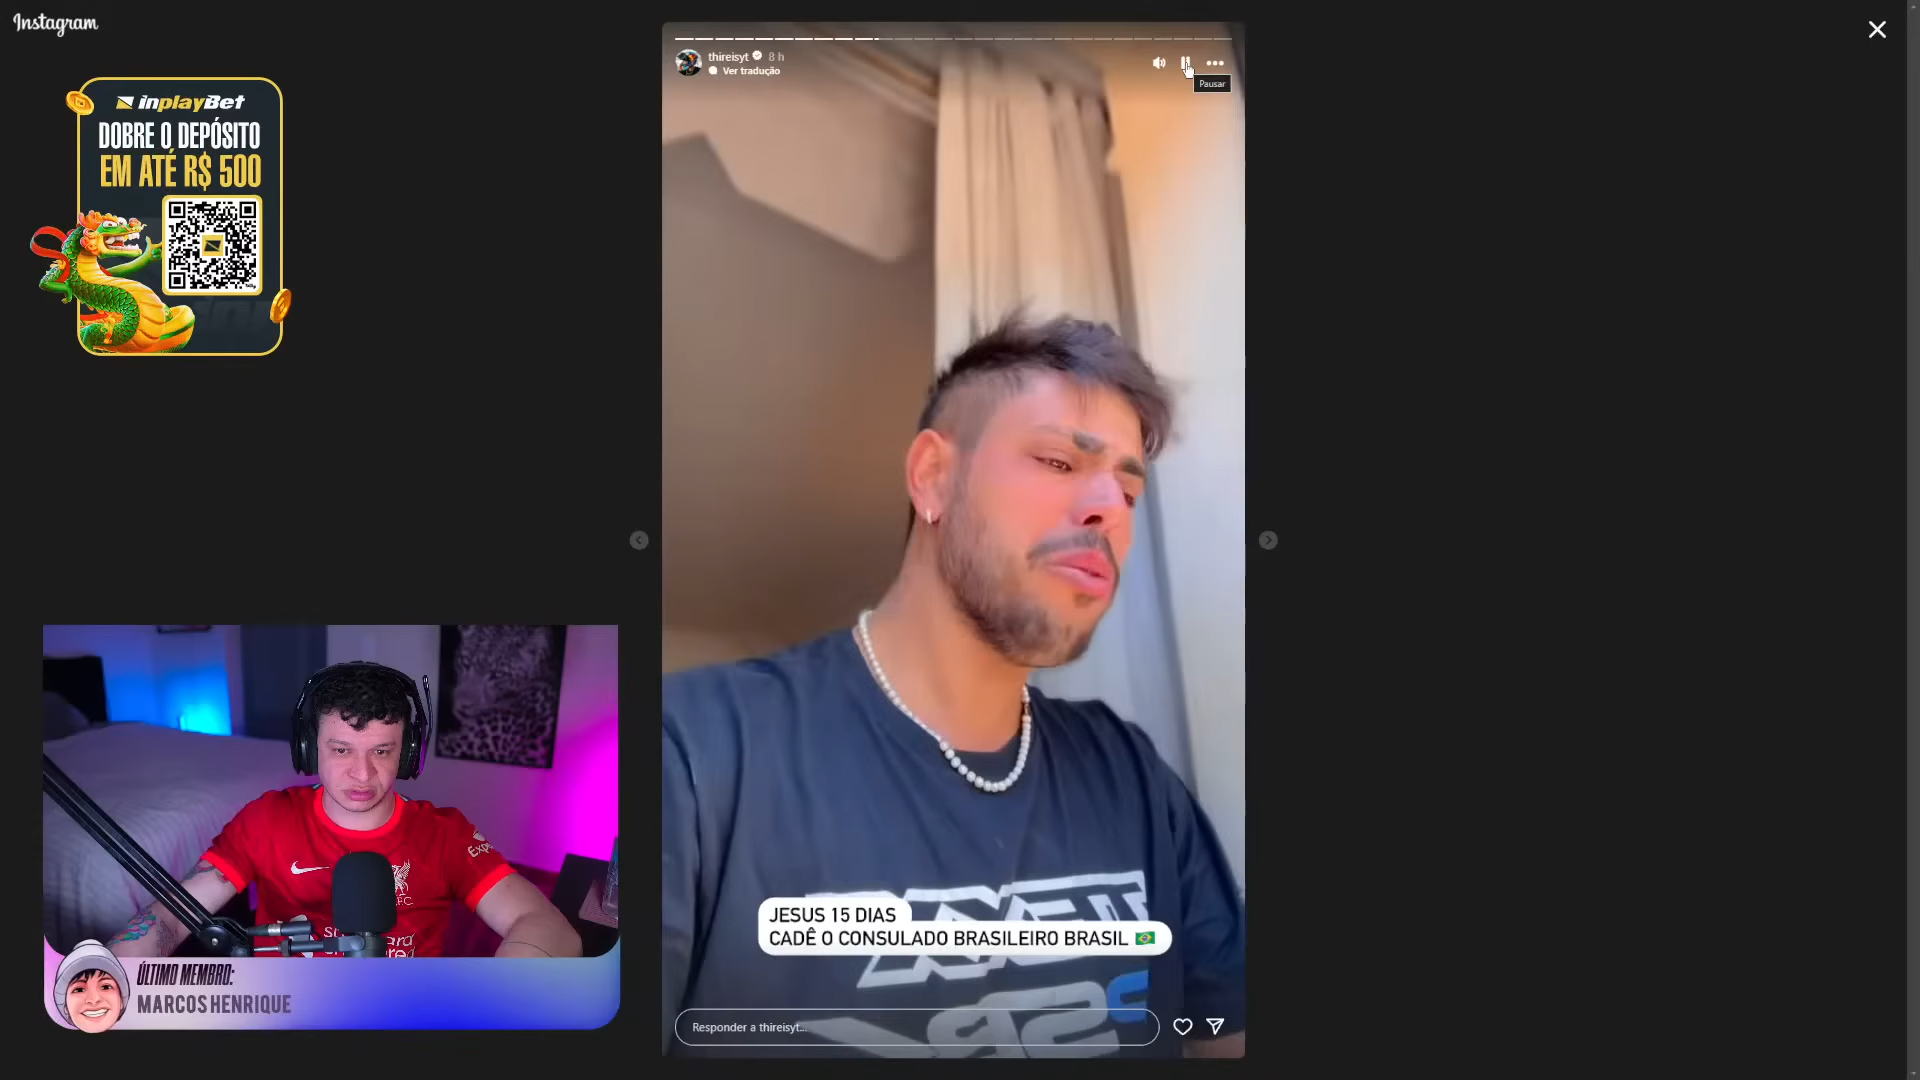 Instagram
inplayBet
DOBRE O DEPÓSITO
EM ATÉ R$ 500
thireisyt 8 h
Ver tradução
Pausar
JESUS 15 DIAS
CADÊ O CONSULADO BRASILEIRO BRASIL 🇧🇷
Responder a thireisyt...
ÚLTIMO MEMBRO:
MARCOS HENRIQUE